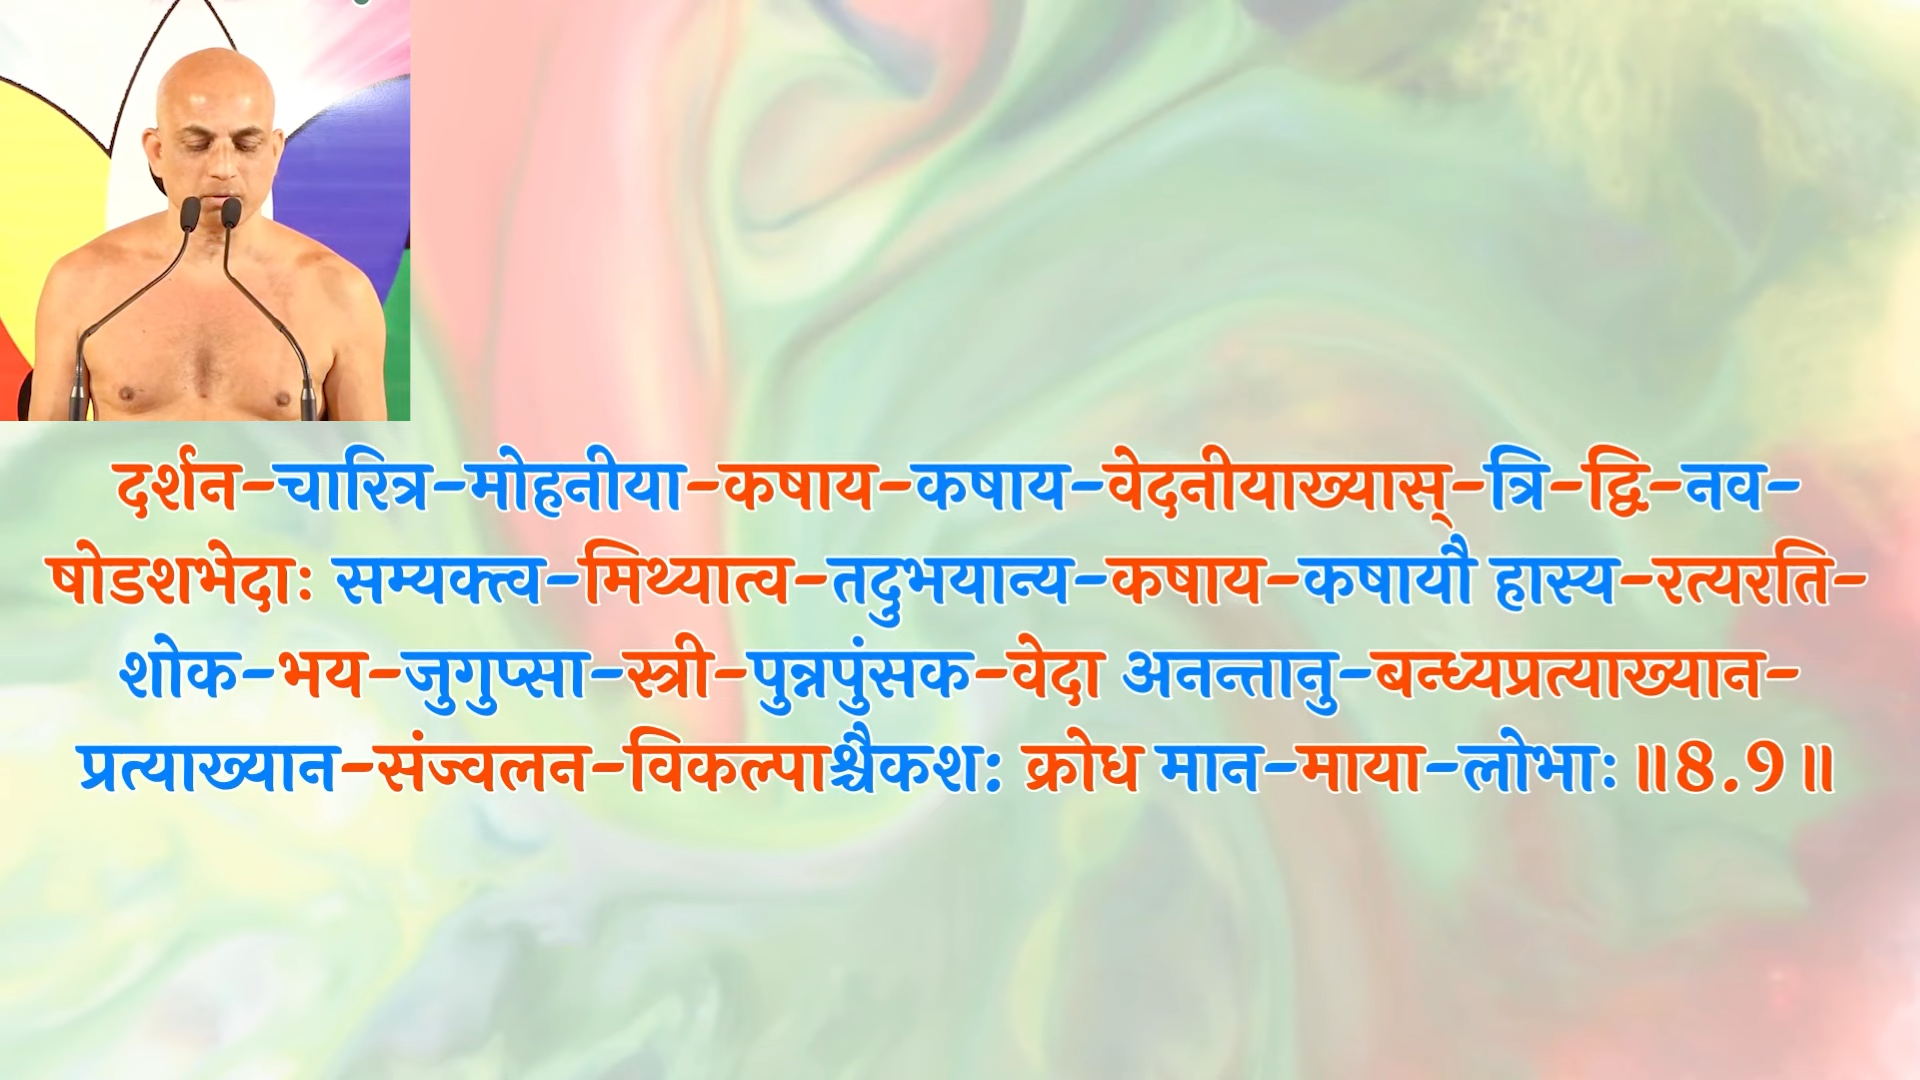 दर्शन-चारित्र-मोहनीया-कषाय-कषाय-वेदनीयाख्यास्-त्रि-द्वि-नव-
षोडशभेदाः सम्यक्त्व-मिथ्यात्व-तदुभयान्य-कषाय-कषायौ हास्य-रत्यरति-
शोक-भय-जुगुप्सा-स्त्री-पुन्नपुंसक-वेदा अनन्तानु-बन्ध्यप्रत्याख्यान-
प्रत्याख्यान-संज्वलन-विकल्पाश्चैकश: क्रोध मान-माया-लोभाः॥8.9॥